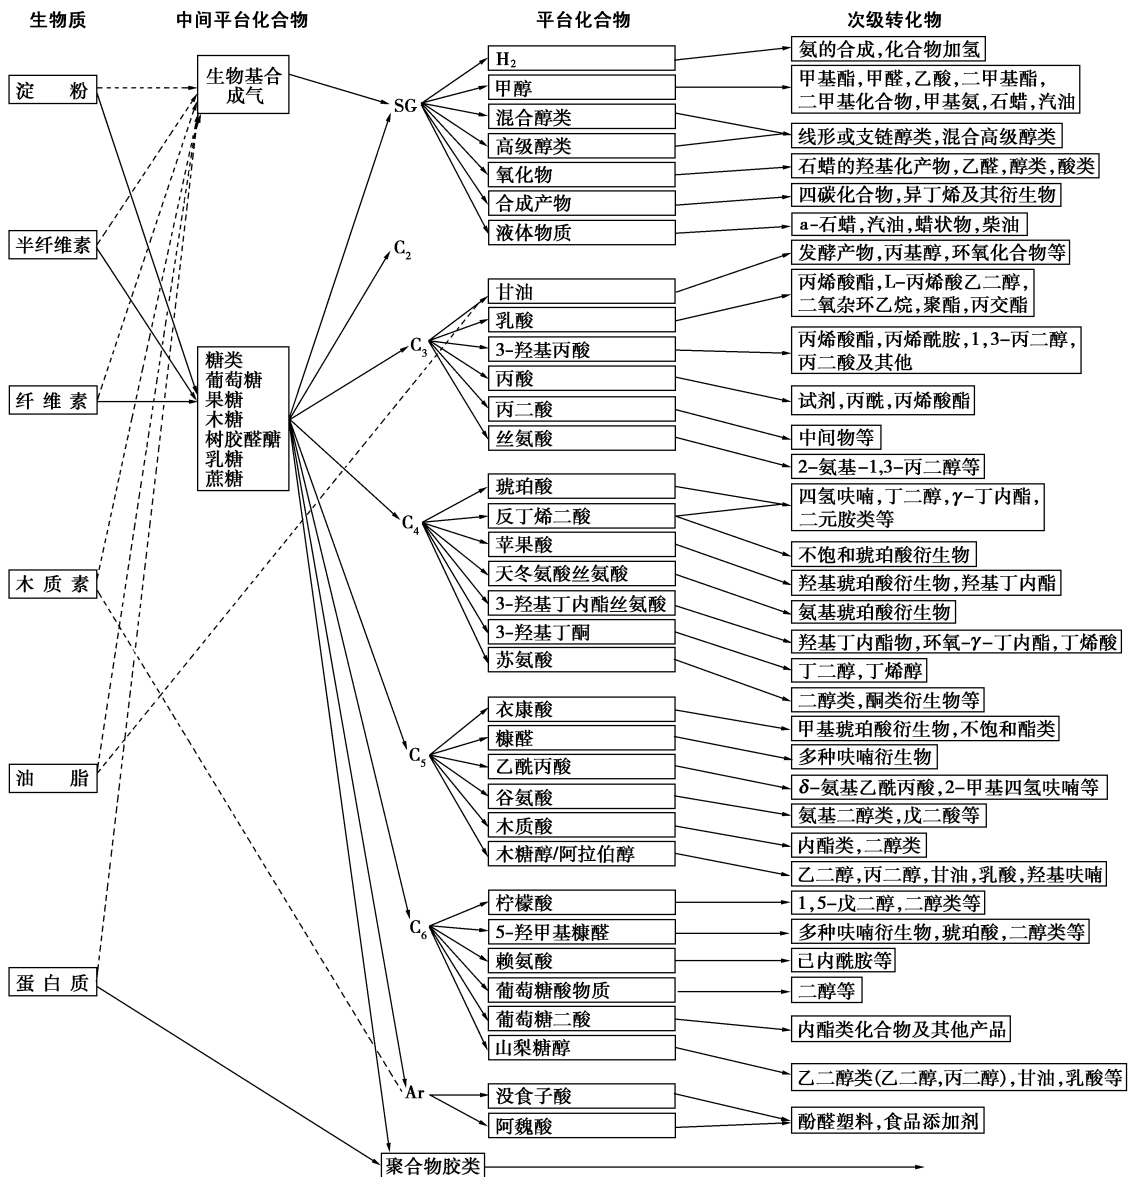 生物质
中间平台化合物
平台化合物
次级转化物
淀粉
半纤维素
纤维素
木质素
油脂
蛋白质
生物基合
成气
糖类
葡萄糖
果糖
木糖
树胶醛醣
乳糖
蔗糖
SG
C₂
C₃
C₄
C₅
C₆
Ar
聚合物胶类
H₂
甲醇
混合醇类
高级醇类
氧化物
合成产物
液体物质
甘油
乳酸
3-羟基丙酸
丙酸
丙二酸
丝氨酸
琥珀酸
反丁烯二酸
苹果酸
天冬氨酸丝氨酸
3-羟基丁内酯丝氨酸
3-羟基丁酮
苏氨酸
衣康酸
糠醛
乙酰丙酸
谷氨酸
木质酸
木糖醇/阿拉伯醇
柠檬酸
5-羟甲基糠醛
赖氨酸
葡萄糖酸物质
葡萄糖二酸
山梨糖醇
没食子酸
阿魏酸
氨的合成,化合物加氢
甲基酯,甲醛,乙酸,二甲基酯,
二甲基化合物,甲基氨,石蜡,汽油
线形或支链醇类,混合高级醇类
石蜡的羟基化产物,乙醛,醇类,酸类
四碳化合物,异丁烯及其衍生物
a-石蜡,汽油,蜡状物,柴油
发酵产物,丙基醇,环氧化合物等
丙烯酸酯,L-丙烯酸乙二醇,
二氧杂环乙烷,聚酯,丙交酯
丙烯酸酯,丙烯酰胺,1,3-丙二醇,
丙二酸及其他
试剂,丙酰,丙烯酸酯
中间物等
2-氨基-1,3-丙二醇等
四氢呋喃,丁二醇,γ-丁内酯,
二元胺类等
不饱和琥珀酸衍生物
羟基琥珀酸衍生物,羟基丁内酯
氨基琥珀酸衍生物
羟基丁内酯物,环氧-γ-丁内酯,丁烯酸
丁二醇,丁烯醇
二醇类,酮类衍生物等
甲基琥珀酸衍生物,不饱和酯类
多种呋喃衍生物
δ-氨基乙酰丙酸,2-甲基四氢呋喃等
氨基二醇类,戊二酸等
内酯类,二醇类
乙二醇,丙二醇,甘油,乳酸,羟基呋喃
1,5-戊二醇,二醇类等
多种呋喃衍生物,琥珀酸,二醇类等
己内酰胺等
二醇等
内酯类化合物及其他产品
乙二醇类(乙二醇,丙二醇),甘油,乳酸等
酚醛塑料,食品添加剂